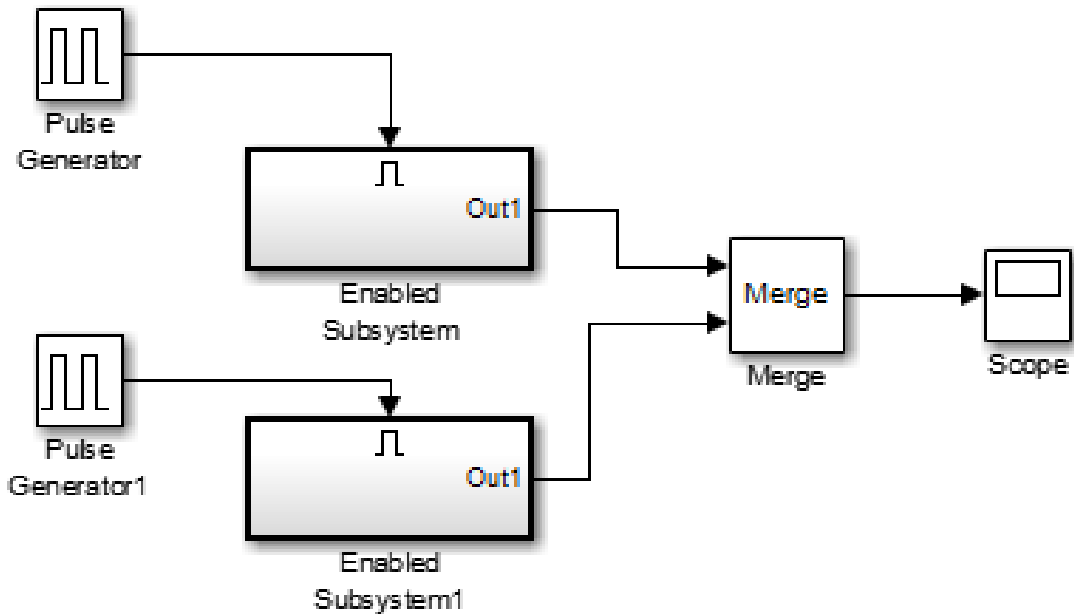 Pulse
Generator
Out1
Enabled
Subsystem
Merge
Merge
Scope
Pulse
Generator1
Out1
Enabled
Subsystem1